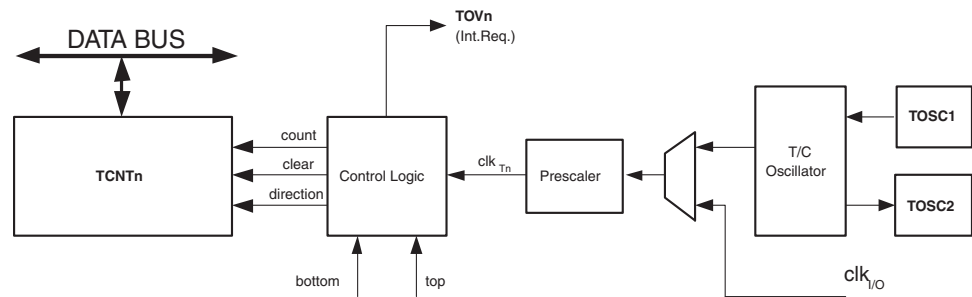 DATA BUS
TOVn
(Int.Req.)
TCNTn
count
clear
direction
Control Logic
clkTn
Prescaler
T/C
Oscillator
TOSC1
TOSC2
bottom
top
clkI/O